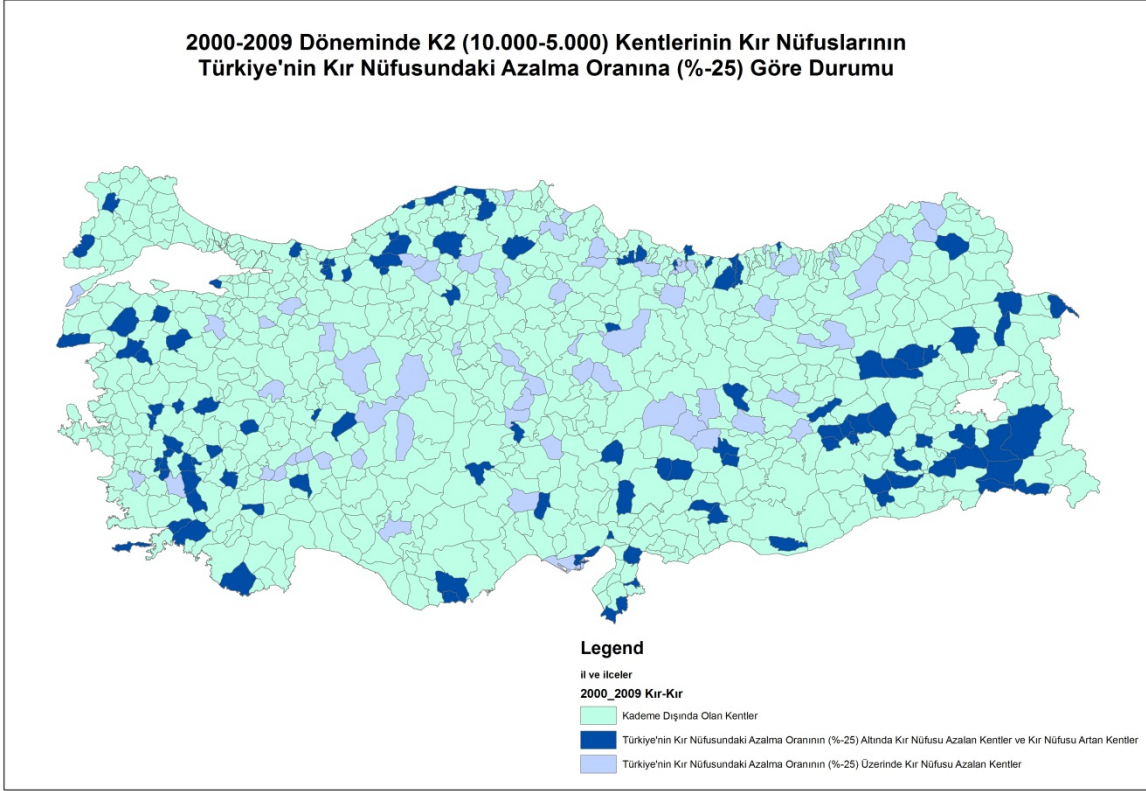 2000-2009 Döneminde K2 (10.000-5.000) Kentlerinin Kır Nüfuslarının
Türkiye'nin Kır Nüfusundaki Azalma Oranına (%-25) Göre Durumu
Legend
il ve ilceler
2000_2009 Kır-Kır
Kademe Dışında Olan Kentler
Türkiye'nin Kır Nüfusundaki Azalma Oranının (%-25) Altında Kır Nüfusu Azalan Kentler ve Kır Nüfusu Artan Kentler
Türkiye'nin Kır Nüfusundaki Azalma Oranının (%-25) Üzerinde Kır Nüfusu Azalan Kentler